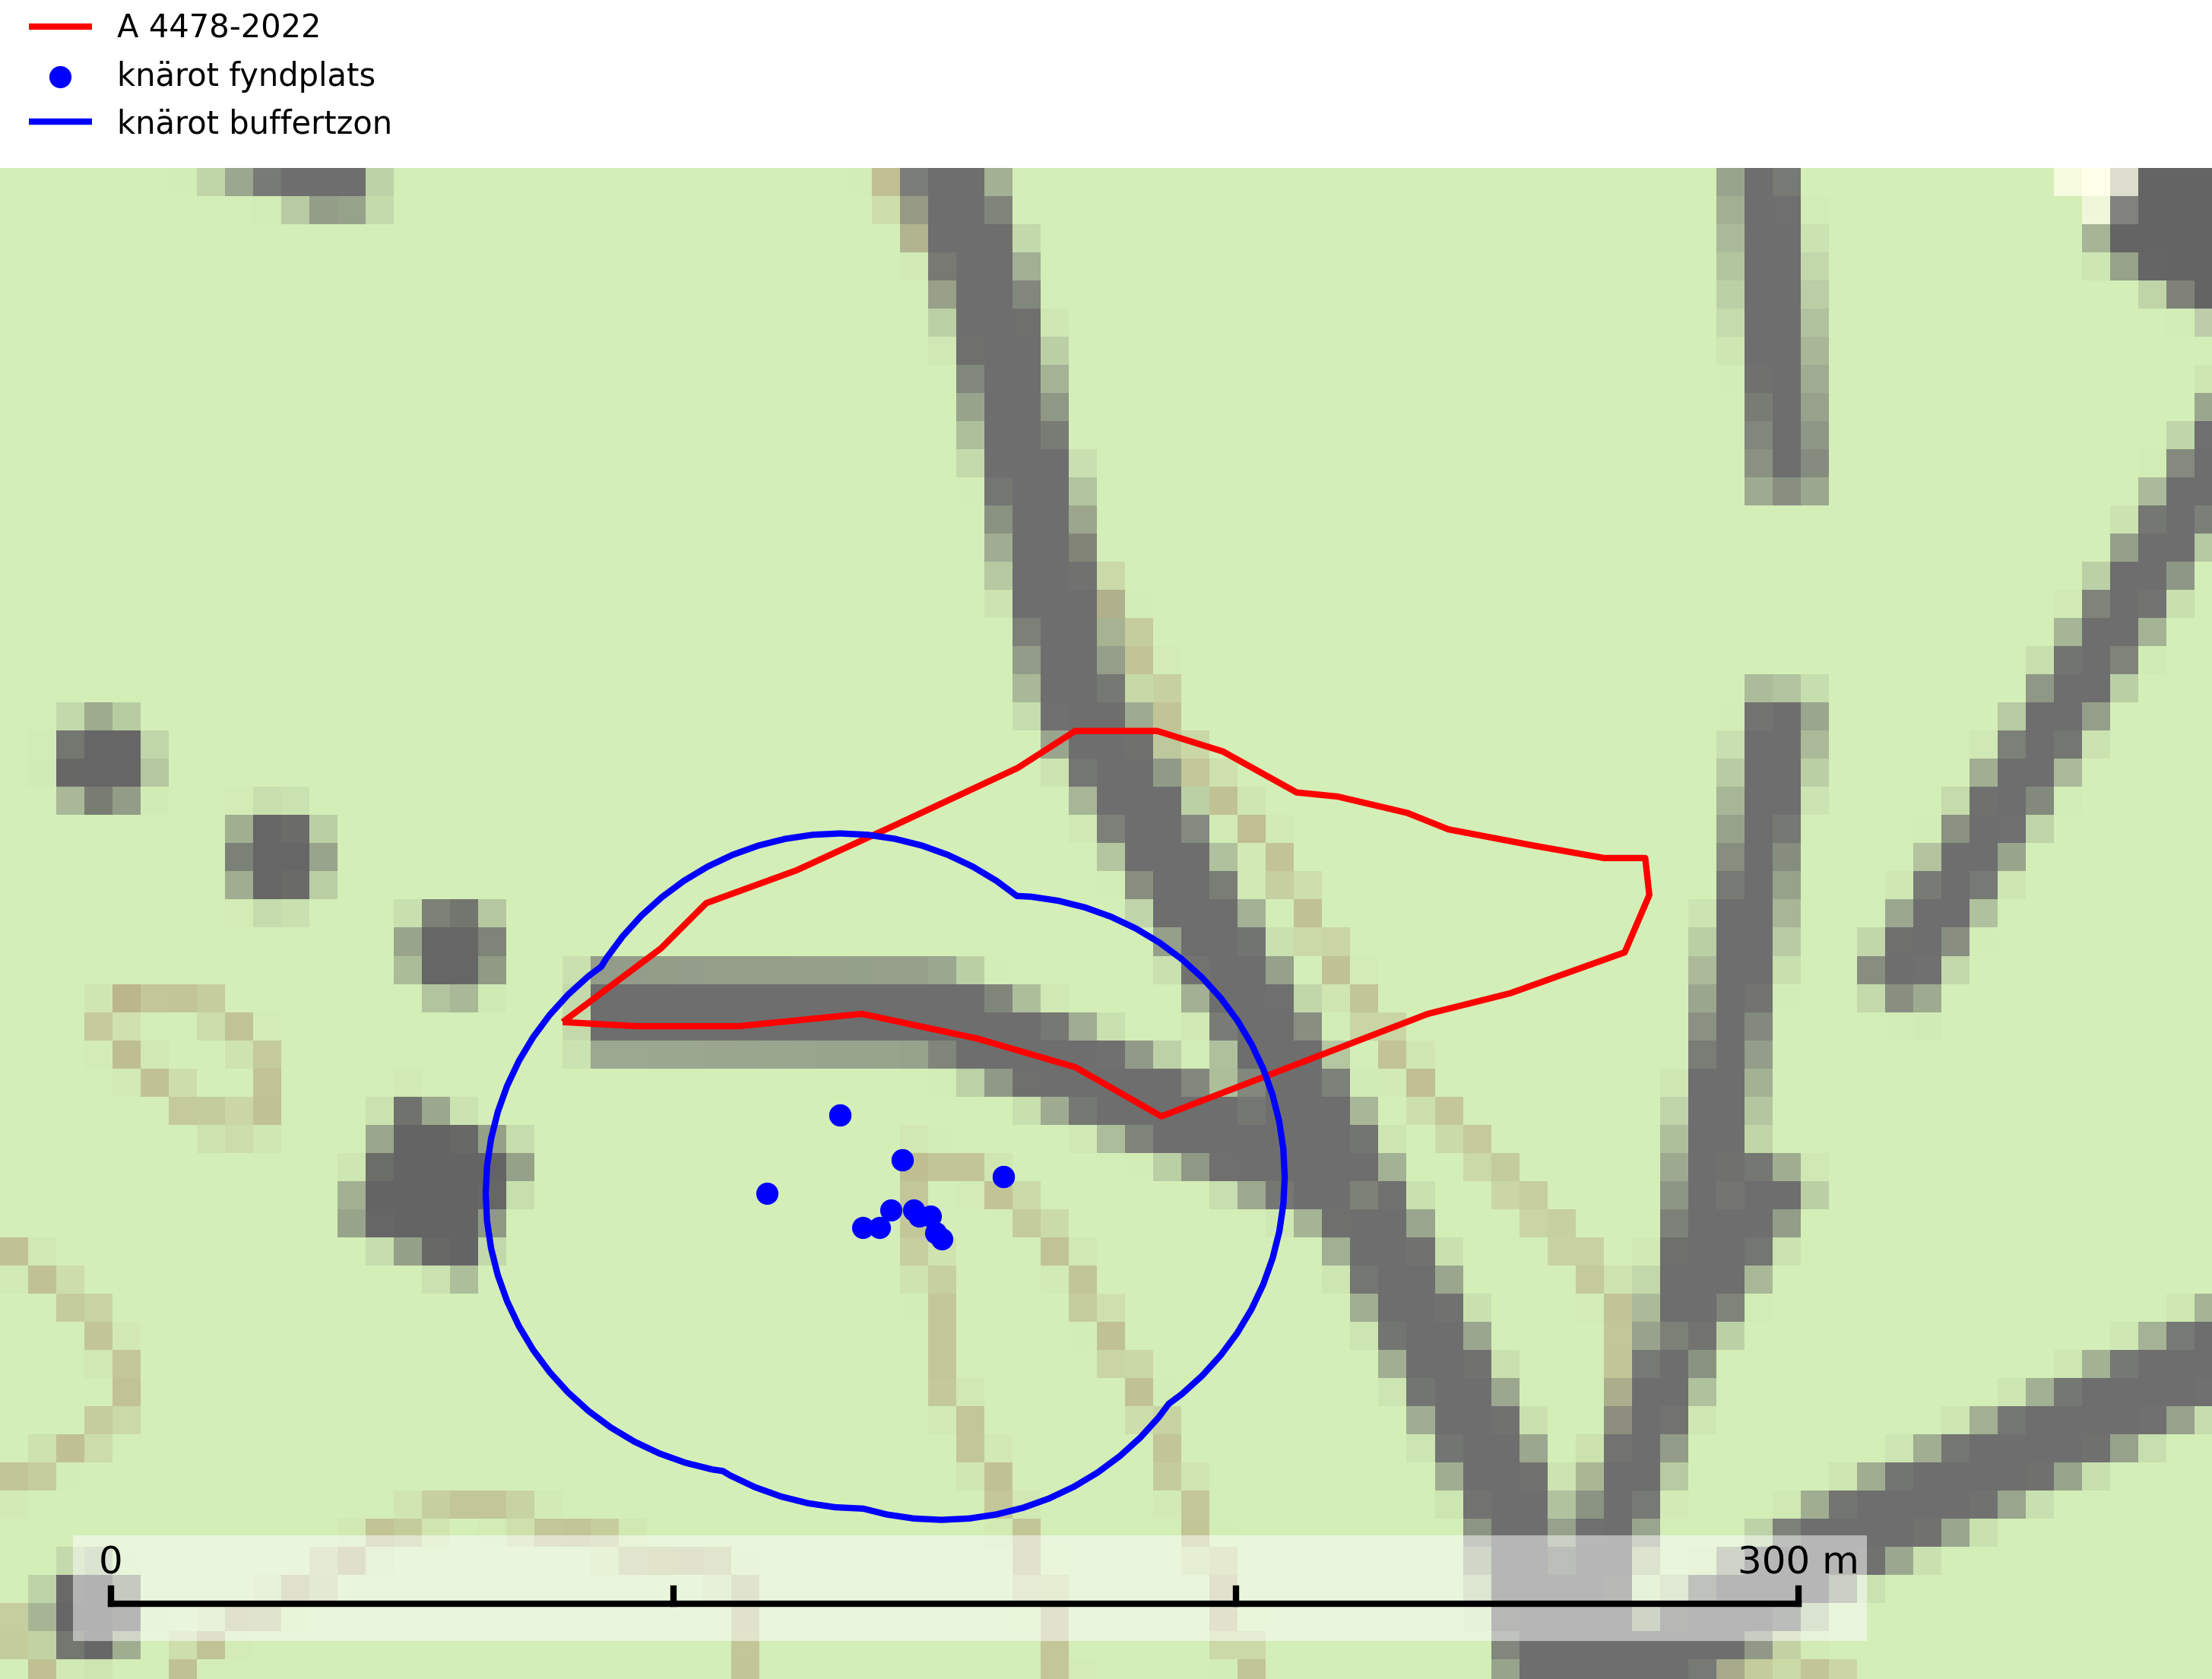 A 4478-2022
knärot fyndplats
knärot buffertzon
0 300 m